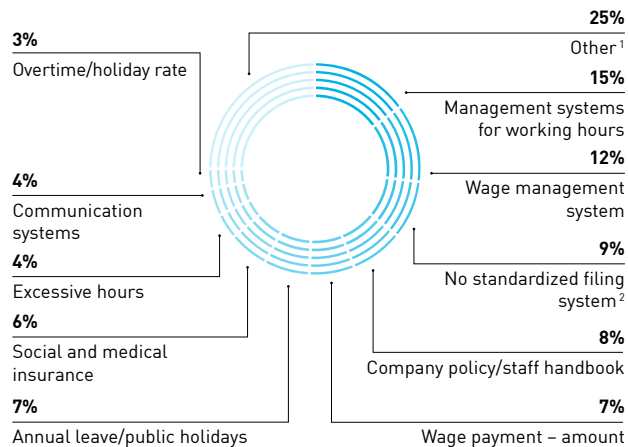 25%
Other 1
15%
Management systems
for working hours
12%
Wage management
system
9%
No standardized filing
system 2
8%
Company policy/staff handbook
7%
Wage payment – amount
3%
Overtime/holiday rate
4%
Communication
systems
4%
Excessive hours
6%
Social and medical
insurance
7%
Annual leave/public holidays